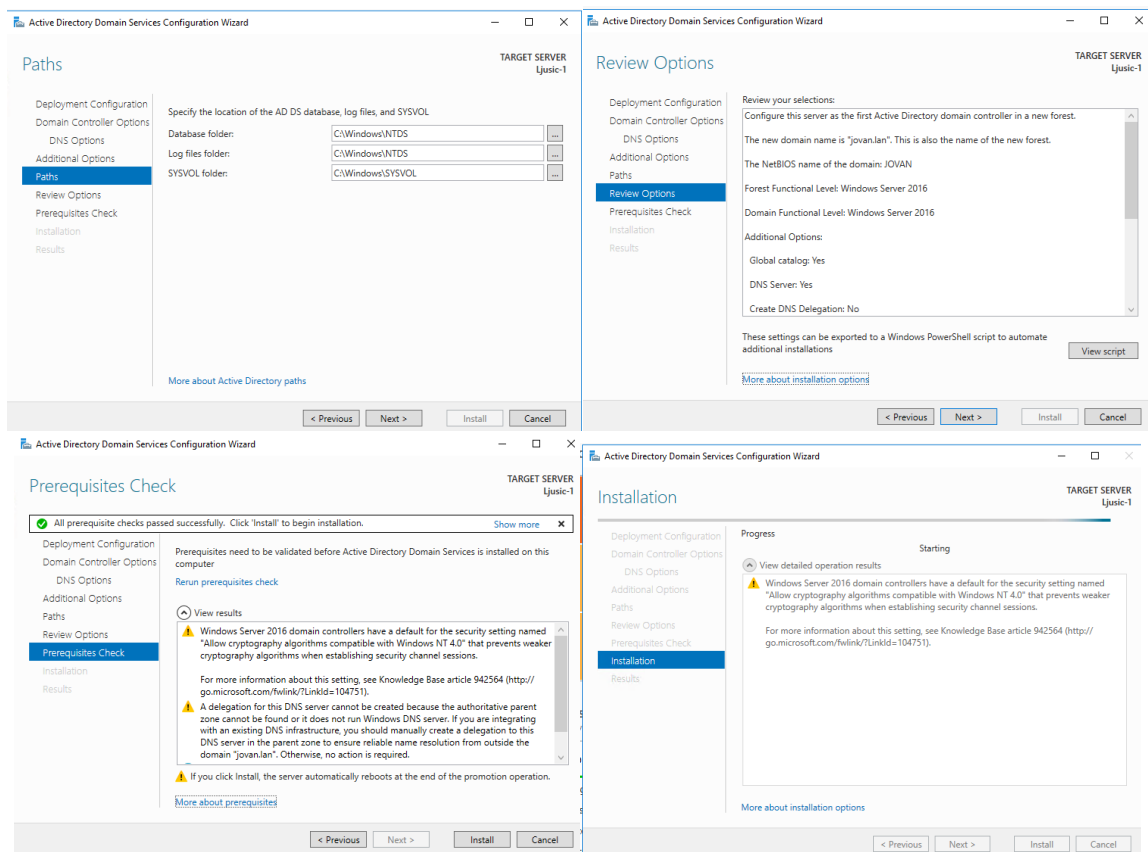 Active Directory Domain Services Configuration Wizard
Paths
TARGET SERVER
Ljusic-1
Deployment Configuration
Domain Controller Options
DNS Options
Additional Options
Paths
Review Options
Prerequisites Check
Installation
Results
Specify the location of the AD DS database, log files, and SYSVOL
Database folder: C:\Windows\NTDS ...
Log files folder: C:\Windows\NTDS ...
SYSVOL folder: C:\Windows\SYSVOL ...
More about Active Directory paths
< Previous Next > Install Cancel
Active Directory Domain Services Configuration Wizard
Review Options
TARGET SERVER
Ljusic-1
Deployment Configuration
Domain Controller Options
DNS Options
Additional Options
Paths
Review Options
Prerequisites Check
Installation
Results
Review your selections:
Configure this server as the first Active Directory domain controller in a new forest.
The new domain name is "jovan.lan". This is also the name of the new forest.
The NetBIOS name of the domain: JOVAN
Forest Functional Level: Windows Server 2016
Domain Functional Level: Windows Server 2016
Additional Options:
Global catalog: Yes
DNS Server: Yes
Create DNS Delegation: No
These settings can be exported to a Windows PowerShell script to automate
additional installations
View script
More about installation options
< Previous Next > Install Cancel
Active Directory Domain Services Configuration Wizard
Prerequisites Check
TARGET SERVER
Ljusic-1
All prerequisite checks passed successfully. Click 'Install' to begin installation.
Show more
Deployment Configuration
Domain Controller Options
DNS Options
Additional Options
Paths
Review Options
Prerequisites Check
Installation
Results
Prerequisites need to be validated before Active Directory Domain Services is installed on this
computer
Rerun prerequisites check
View results
Windows Server 2016 domain controllers have a default for the security setting named
"Allow cryptography algorithms compatible with Windows NT 4.0" that prevents weaker
cryptography algorithms when establishing security channel sessions.
For more information about this setting, see Knowledge Base article 942564 (http://
go.microsoft.com/fwlink/?LinkId=104751).
A delegation for this DNS server cannot be created because the authoritative parent
zone cannot be found or it does not run Windows DNS server. If you are integrating
with an existing DNS infrastructure, you should manually create a delegation to this
DNS server in the parent zone to ensure reliable name resolution from outside the
domain "jovan.lan". Otherwise, no action is required.
If you click Install, the server automatically reboots at the end of the promotion operation.
More about prerequisites
< Previous Next > Install Cancel
Active Directory Domain Services Configuration Wizard
Installation
TARGET SERVER
Ljusic-1
Deployment Configuration
Domain Controller Options
DNS Options
Additional Options
Paths
Review Options
Prerequisites Check
Installation
Results
Progress
Starting
View detailed operation results
Windows Server 2016 domain controllers have a default for the security setting named
"Allow cryptography algorithms compatible with Windows NT 4.0" that prevents weaker
cryptography algorithms when establishing security channel sessions.
For more information about this setting, see Knowledge Base article 942564 (http://
go.microsoft.com/fwlink/?LinkId=104751).
More about installation options
< Previous Next > Install Cancel